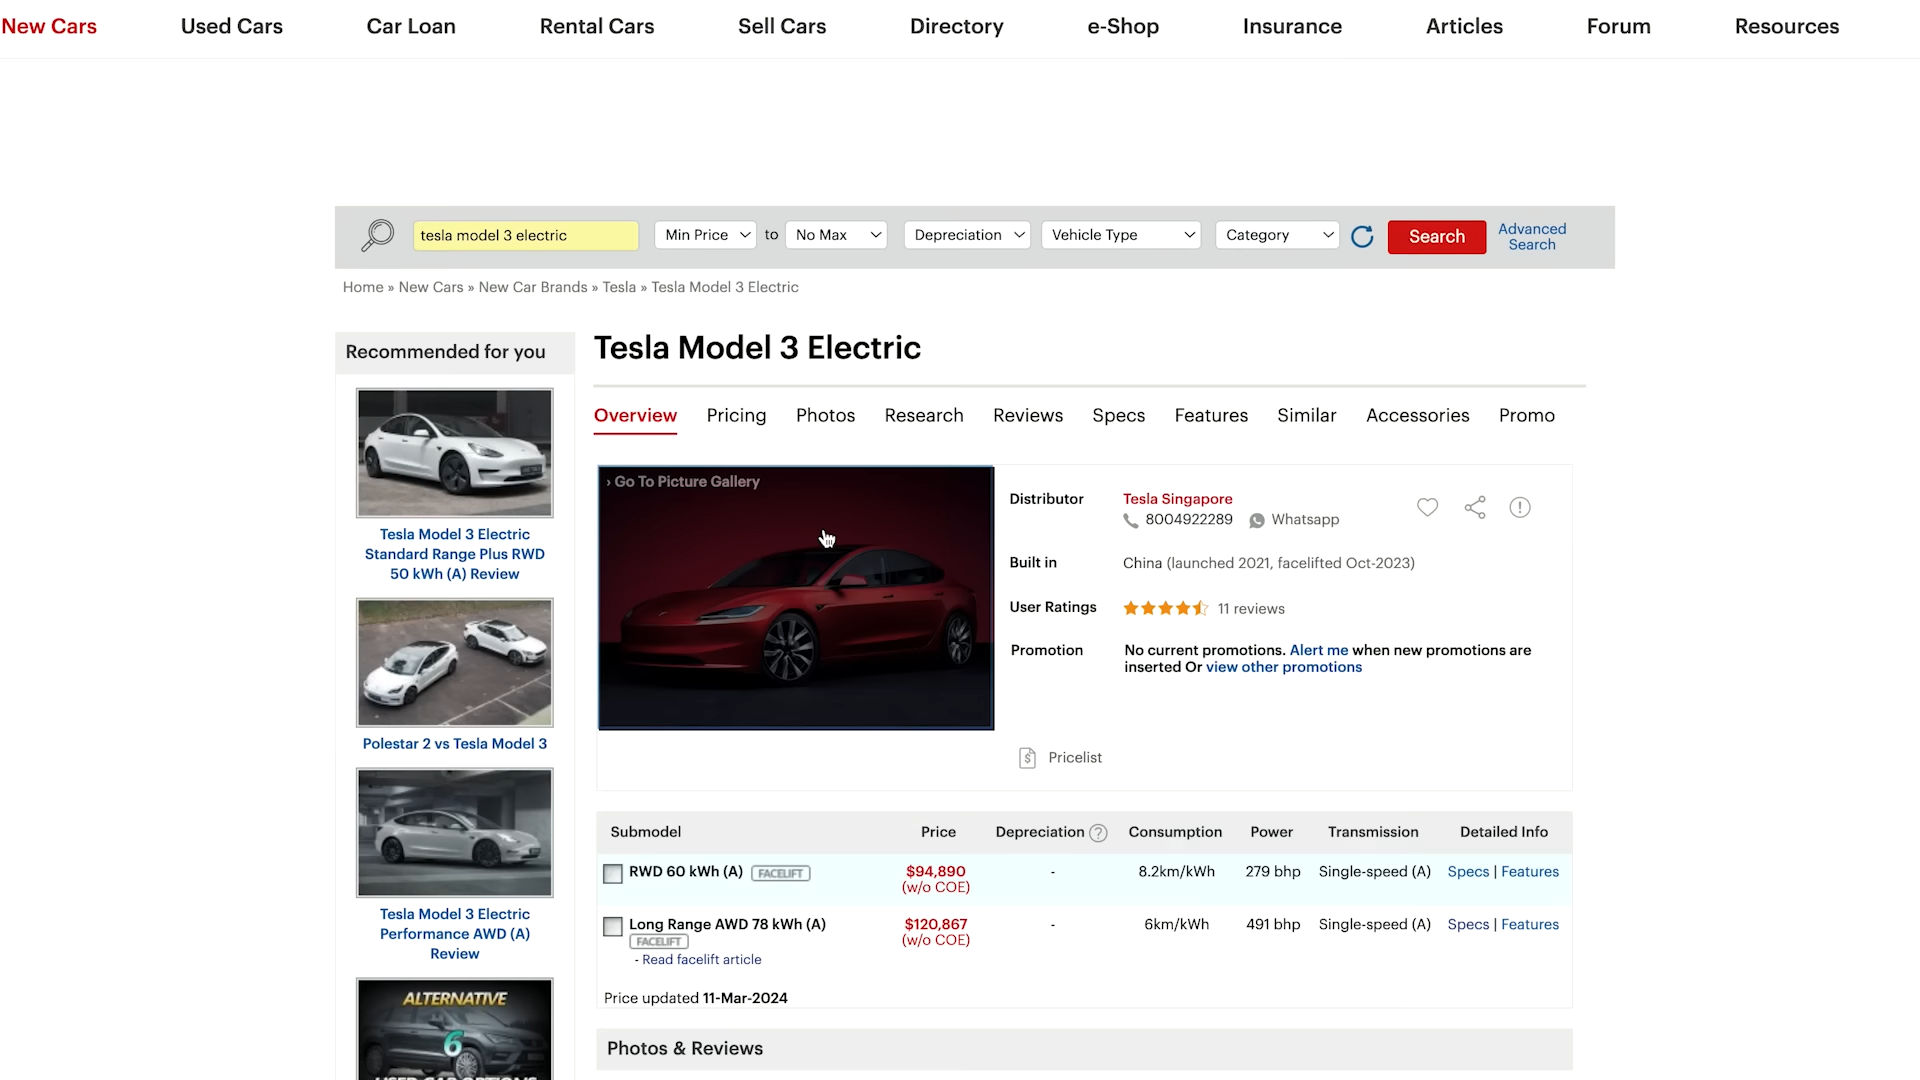 New Cars Used Cars Car Loan Rental Cars Sell Cars Directory e-Shop Insurance Articles Forum Resources
tesla model 3 electric Min Price to No Max Depreciation Vehicle Type Category Search Advanced Search
Home » New Cars » New Car Brands » Tesla » Tesla Model 3 Electric
Recommended for you
Tesla Model 3 Electric
Standard Range Plus RWD
50 kWh (A) Review
Polestar 2 vs Tesla Model 3
Tesla Model 3 Electric
Performance AWD (A)
Review
ALTERNATIVE
6
USED CAR OPTIONS
Tesla Model 3 Electric
Overview Pricing Photos Research Reviews Specs Features Similar Accessories Promo
› Go To Picture Gallery
Distributor Tesla Singapore
8004922289 Whatsapp
Built in China (launched 2021, facelifted Oct-2023)
User Ratings 11 reviews
Promotion No current promotions. Alert me when new promotions are
inserted Or view other promotions
$ Pricelist
Submodel Price Depreciation ? Consumption Power Transmission Detailed Info
RWD 60 kWh (A) FACELIFT $94,890 - 8.2km/kWh 279 bhp Single-speed (A) Specs | Features
(w/o COE)
Long Range AWD 78 kWh (A) $120,867 - 6km/kWh 491 bhp Single-speed (A) Specs | Features
FACELIFT (w/o COE)
- Read facelift article
Price updated 11-Mar-2024
Photos & Reviews